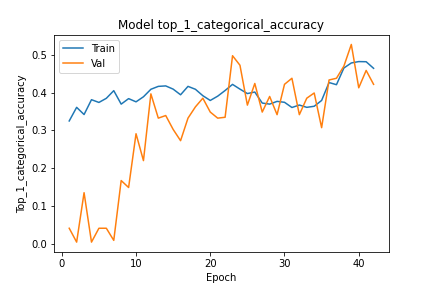 Model top_1_categorical_accuracy
Train
Val
Top_1_categorical_accuracy
0.5
0.4
0.3
0.2
0.1
0.0
0 10 20 30 40
Epoch